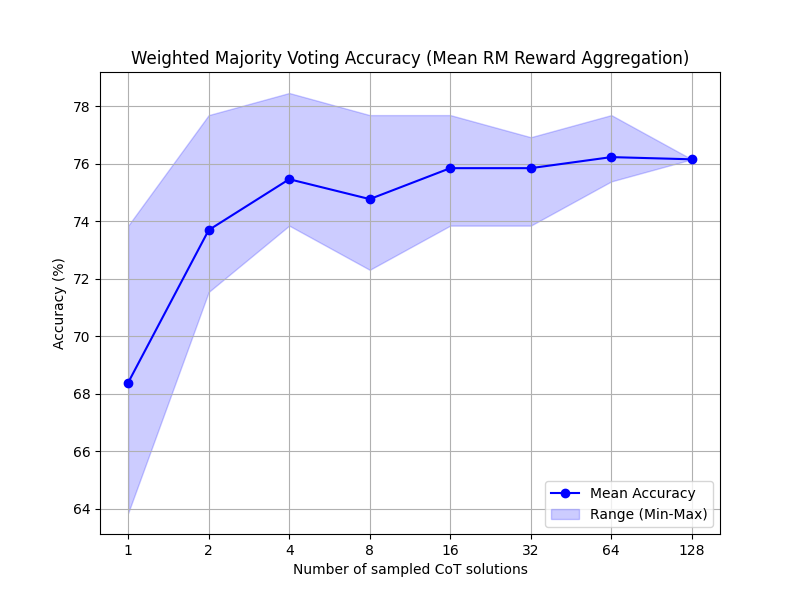 Weighted Majority Voting Accuracy (Mean RM Reward Aggregation)
Accuracy (%)
78
76
74
72
70
68
66
64
1 2 4 8 16 32 64 128
Number of sampled CoT solutions
Mean Accuracy
Range (Min-Max)